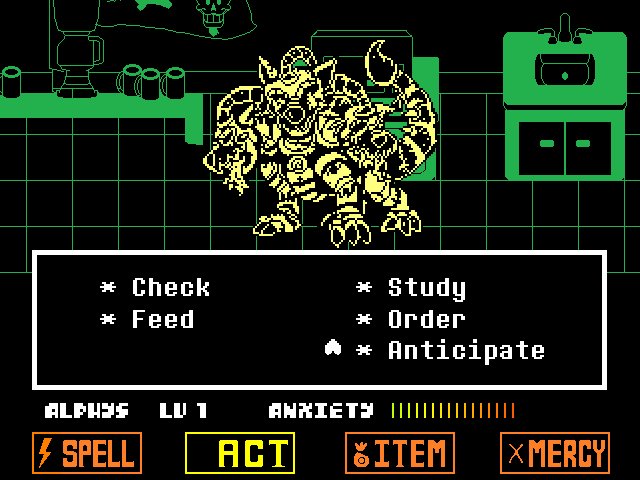 * Check * Study
* Feed * Order
* Anticipate
ALPHYS LV 1 ANXIETY
SPELL ACT ITEM MERCY